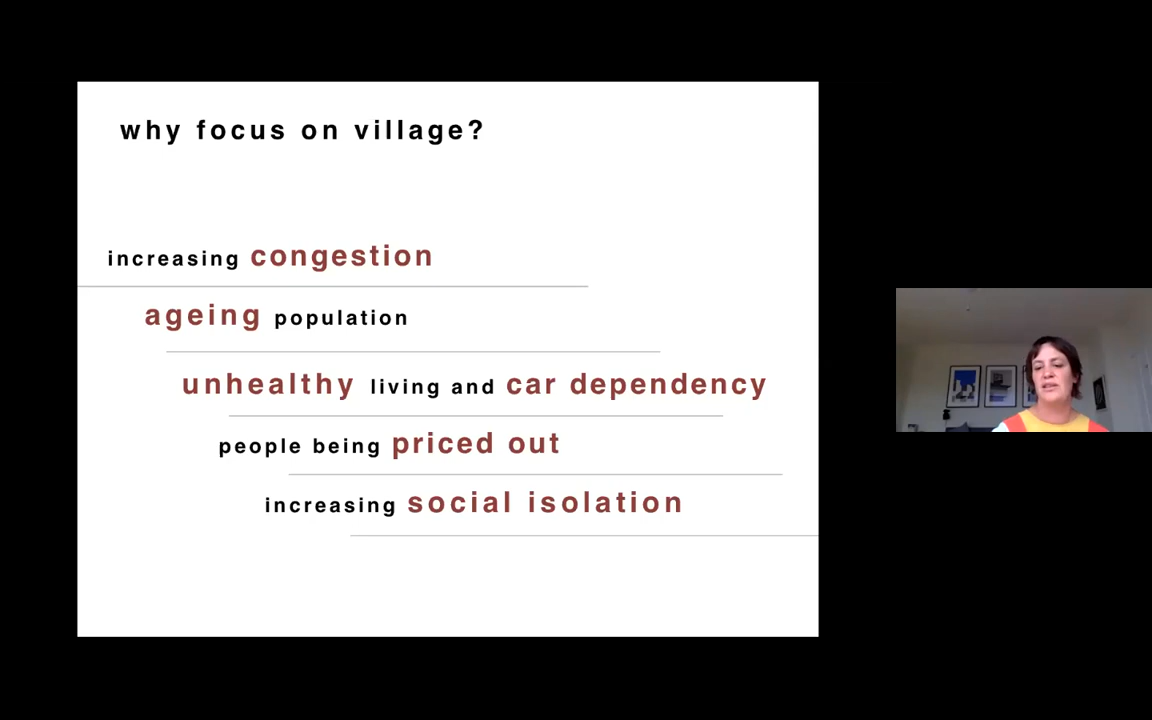 why focus on village?
increasing congestion
ageing population
unhealthy living and car dependency
people being priced out
increasing social isolation